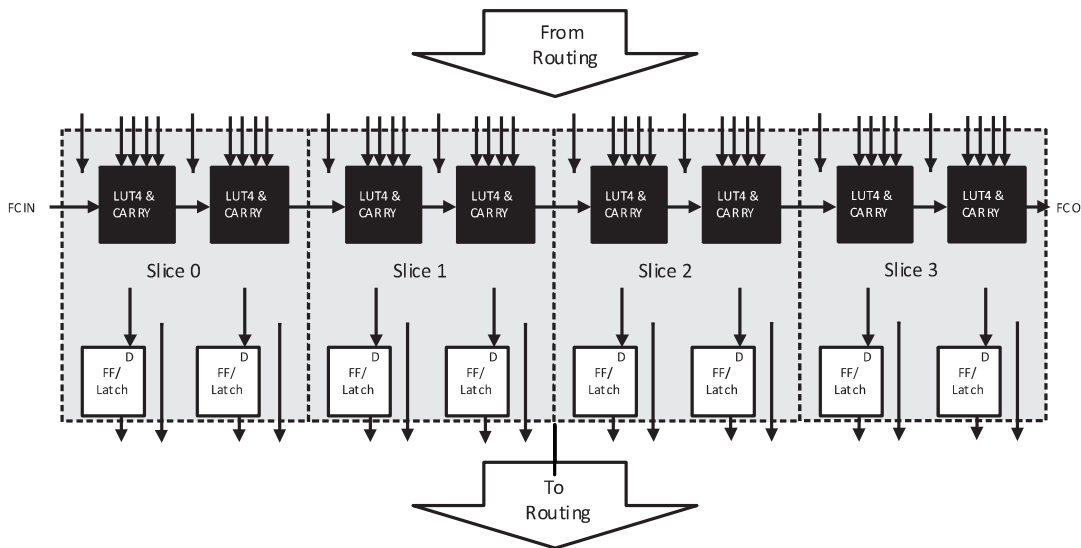 From
Routing
LUT4 &
CARRY
LUT4 &
CARRY
LUT4 &
CARRY
LUT4 &
CARRY
LUT4 &
CARRY
LUT4 &
CARRY
LUT4 &
CARRY
LUT4 &
CARRY
FCIN
FCO
Slice 0
Slice 1
Slice 2
Slice 3
D
FF/
Latch
D
FF/
Latch
D
FF/
Latch
D
FF/
Latch
D
FF/
Latch
D
FF/
Latch
D
FF/
Latch
D
FF/
Latch
To
Routing